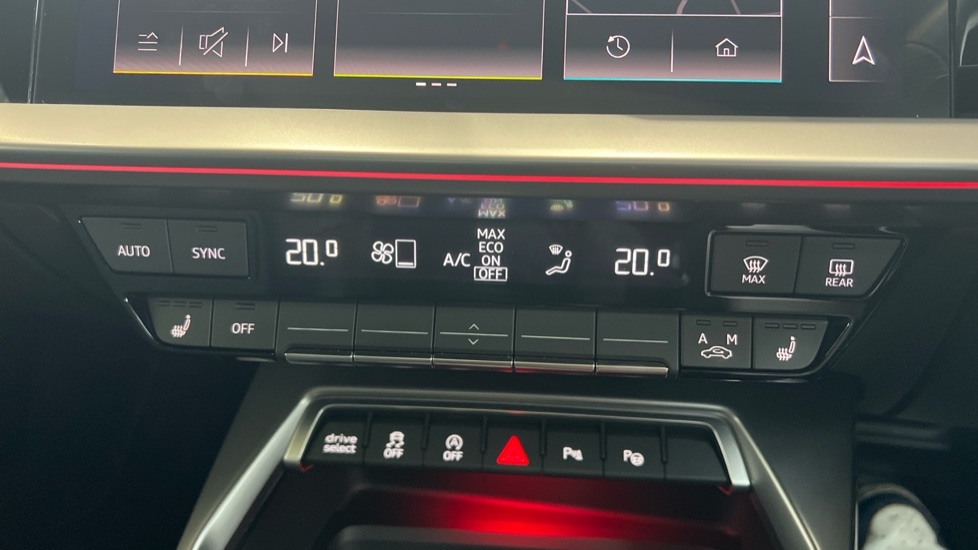 AUTO SYNC 20.0 A/C MAX ECO ON OFF 20.0 MAX REAR
OFF A M
drive select OFF A OFF P P